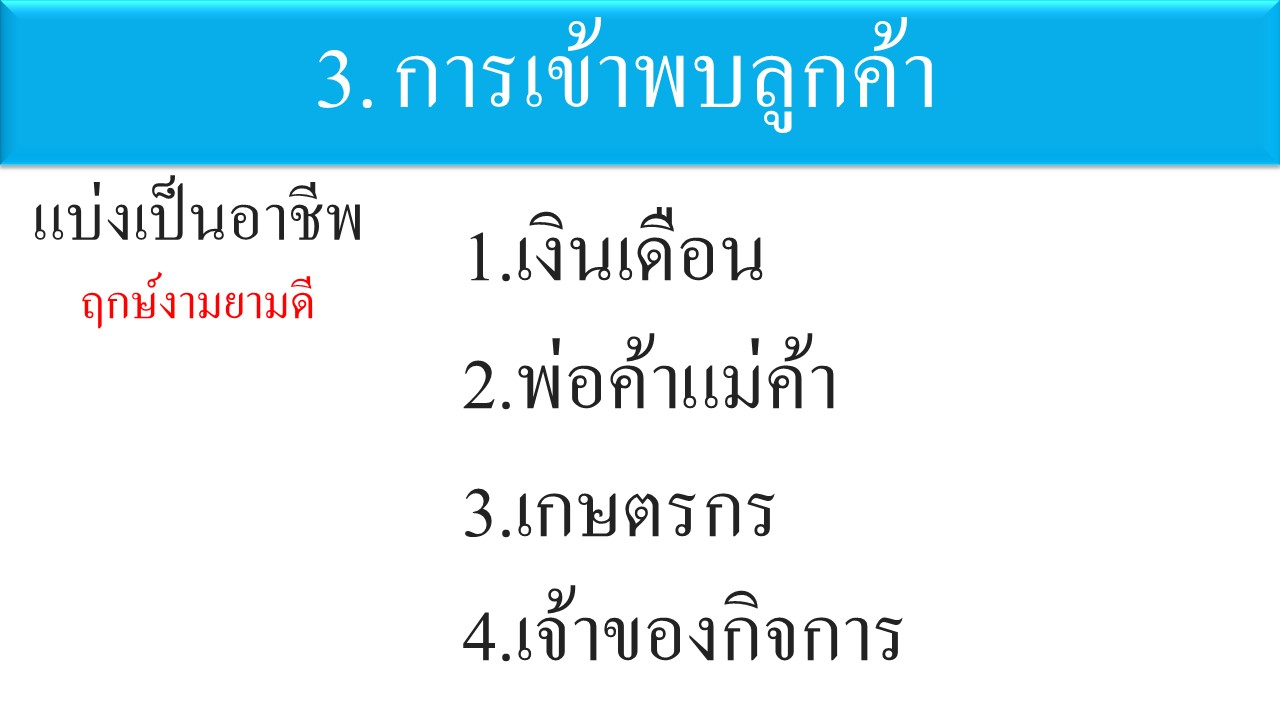 3. การเข้าพบลูกค้า
แบ่งเป็นอาชีพ
ฤกษ์งามยามดี
1.เงินเดือน
2.พ่อค้าแม่ค้า
3.เกษตรกร
4.เจ้าของกิจการ